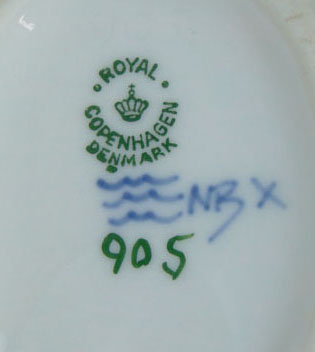 ROYAL
COPENHAGEN
DENMARK
NB X
905